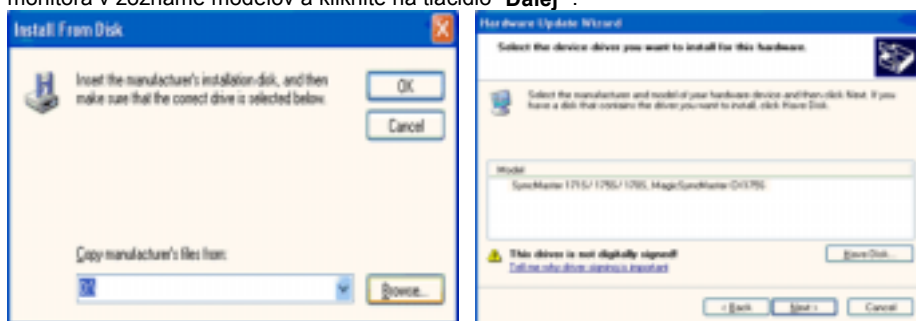 monitora v zozname modelov a kliknite na tlačidlo "Ďalej".
Install From Disk
Insert the manufacturer's installation disk, and then
make sure that the correct drive is selected below.
OK
Cancel
Copy manufacturer's files from:
Browse...
Hardware Update Wizard
Select the device driver you want to install for this hardware.
Select the manufacturer and model of your hardware device and then click Next. If you
have a disk that contains the driver you want to install, click Have Disk.
Model
This driver is not digitally signed!
Tell me why driver signing is important
Have Disk...
< Back
Next >
Cancel